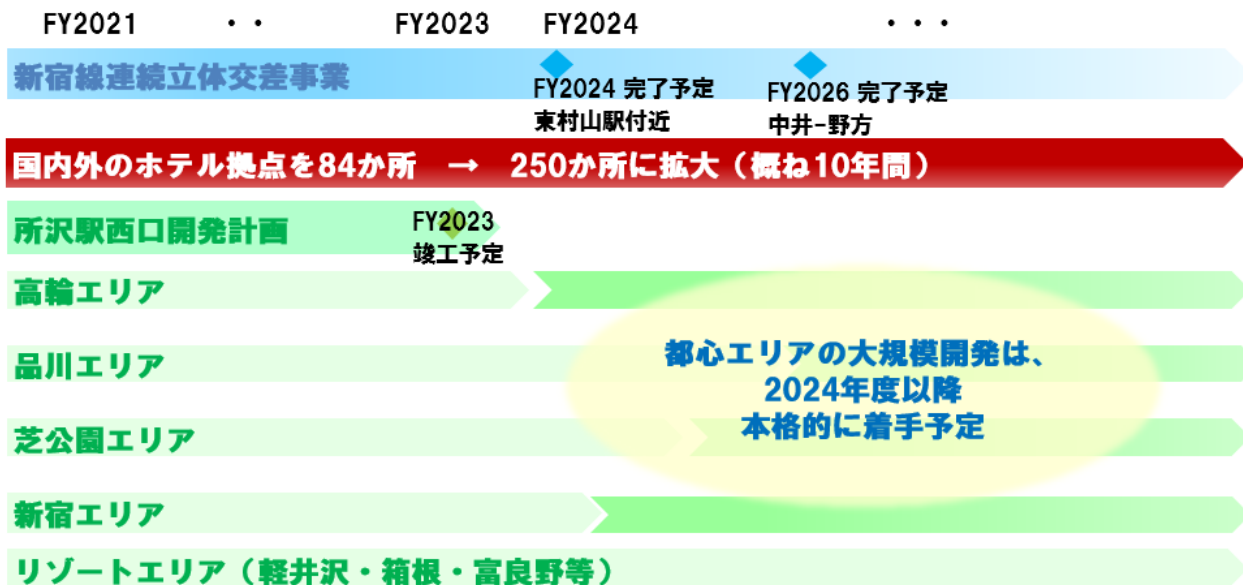 FY2021 ・・ FY2023 FY2024 ・・・
新宿線連続立体交差事業
FY2024 完了予定
東村山駅付近
FY2026 完了予定
中井-野方
国内外のホテル拠点を84か所 → 250か所に拡大（概ね10年間）
所沢駅西口開発計画
FY2023
竣工予定
高輪エリア
品川エリア
都心エリアの大規模開発は、
2024年度以降
本格的に着手予定
芝公園エリア
新宿エリア
リゾートエリア（軽井沢・箱根・富良野等）